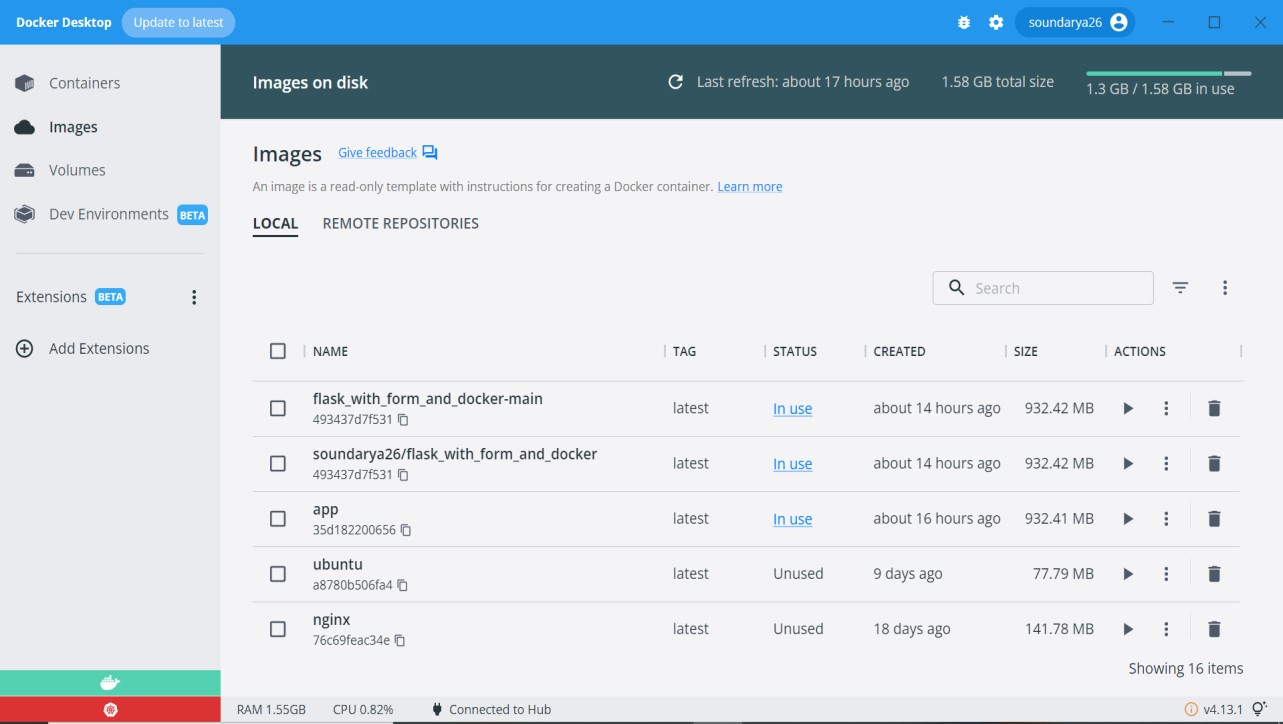 Docker Desktop Update to latest soundarya26
Containers
Images
Volumes
Dev Environments BETA
Extensions BETA
Add Extensions
Images on disk Last refresh: about 17 hours ago 1.58 GB total size 1.3 GB / 1.58 GB in use
Images Give feedback
An image is a read-only template with instructions for creating a Docker container. Learn more
LOCAL REMOTE REPOSITORIES
Search
NAME TAG STATUS CREATED SIZE ACTIONS
flask_with_form_and_docker-main
493437d7f531 latest In use about 14 hours ago 932.42 MB
soundarya26/flask_with_form_and_docker
493437d7f531 latest In use about 14 hours ago 932.42 MB
app
35d182200656 latest In use about 16 hours ago 932.41 MB
ubuntu
a8780b506fa4 latest Unused 9 days ago 77.79 MB
nginx
76c69feac34e latest Unused 18 days ago 141.78 MB
Showing 16 items
RAM 1.55GB CPU 0.82% Connected to Hub v4.13.1